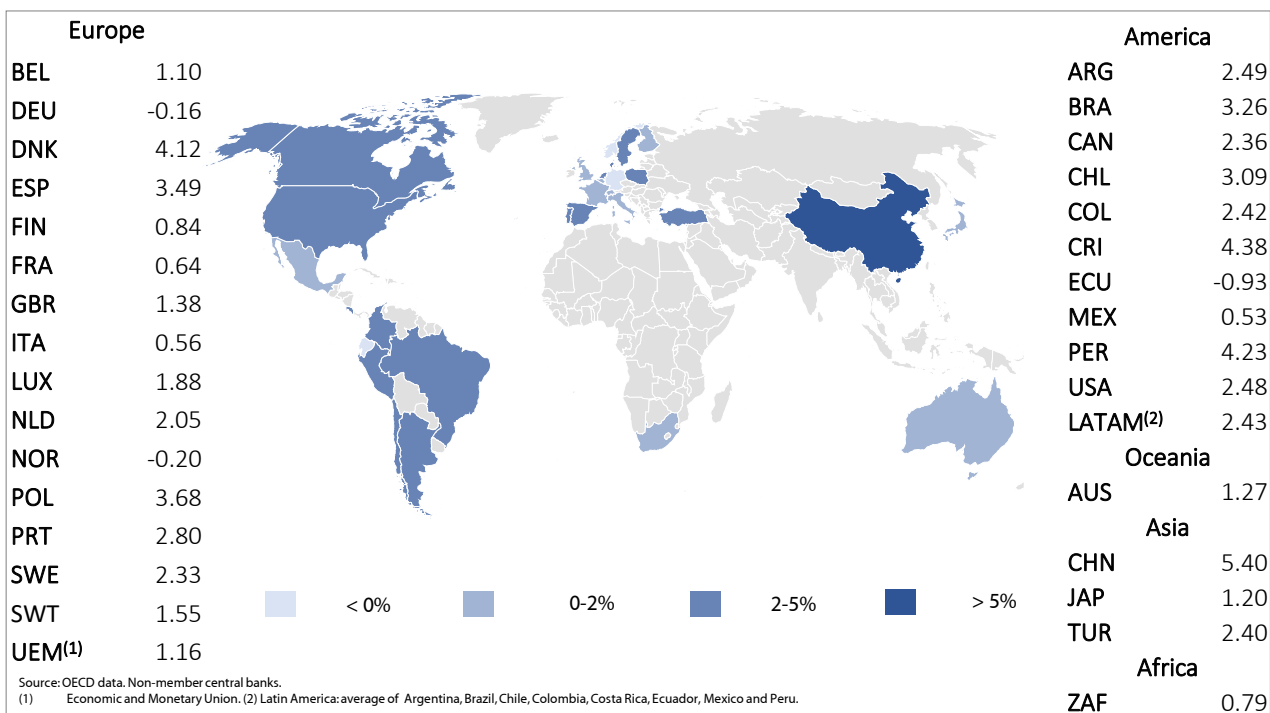 Europe
BEL 1.10
DEU -0.16
DNK 4.12
ESP 3.49
FIN 0.84
FRA 0.64
GBR 1.38
ITA 0.56
LUX 1.88
NLD 2.05
NOR -0.20
POL 3.68
PRT 2.80
SWE 2.33
SWT 1.55
UEM(1) 1.16
America
ARG 2.49
BRA 3.26
CAN 2.36
CHL 3.09
COL 2.42
CRI 4.38
ECU -0.93
MEX 0.53
PER 4.23
USA 2.48
LATAM(2) 2.43
Oceania
AUS 1.27
Asia
CHN 5.40
JAP 1.20
TUR 2.40
Africa
ZAF 0.79
< 0% 0-2% 2-5% > 5%
Source: OECD data. Non-member central banks.
(1) Economic and Monetary Union. (2) Latin America: average of Argentina, Brazil, Chile, Colombia, Costa Rica, Ecuador, Mexico and Peru.